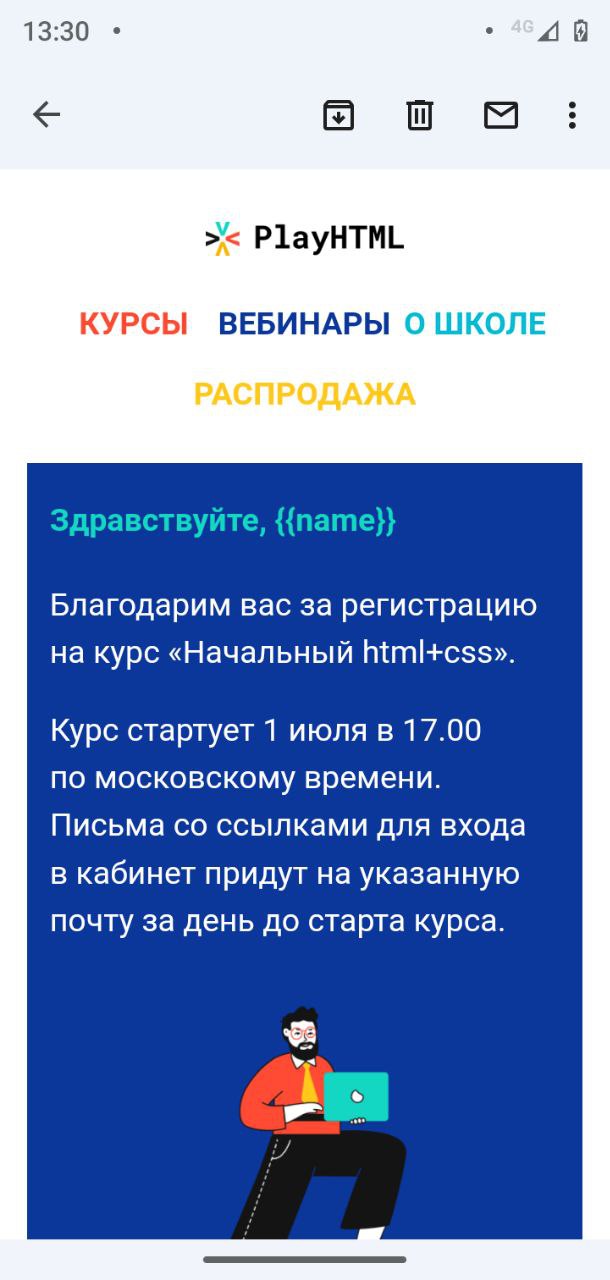 13:30
4G
PlayHTML
КУРСЫ ВЕБИНАРЫ О ШКОЛЕ
РАСПРОДАЖА
Здравствуйте, {{name}}
Благодарим вас за регистрацию
на курс «Начальный html+css».
Курс стартует 1 июля в 17.00
по московскому времени.
Письма со ссылками для входа
в кабинет придут на указанную
почту за день до старта курса.